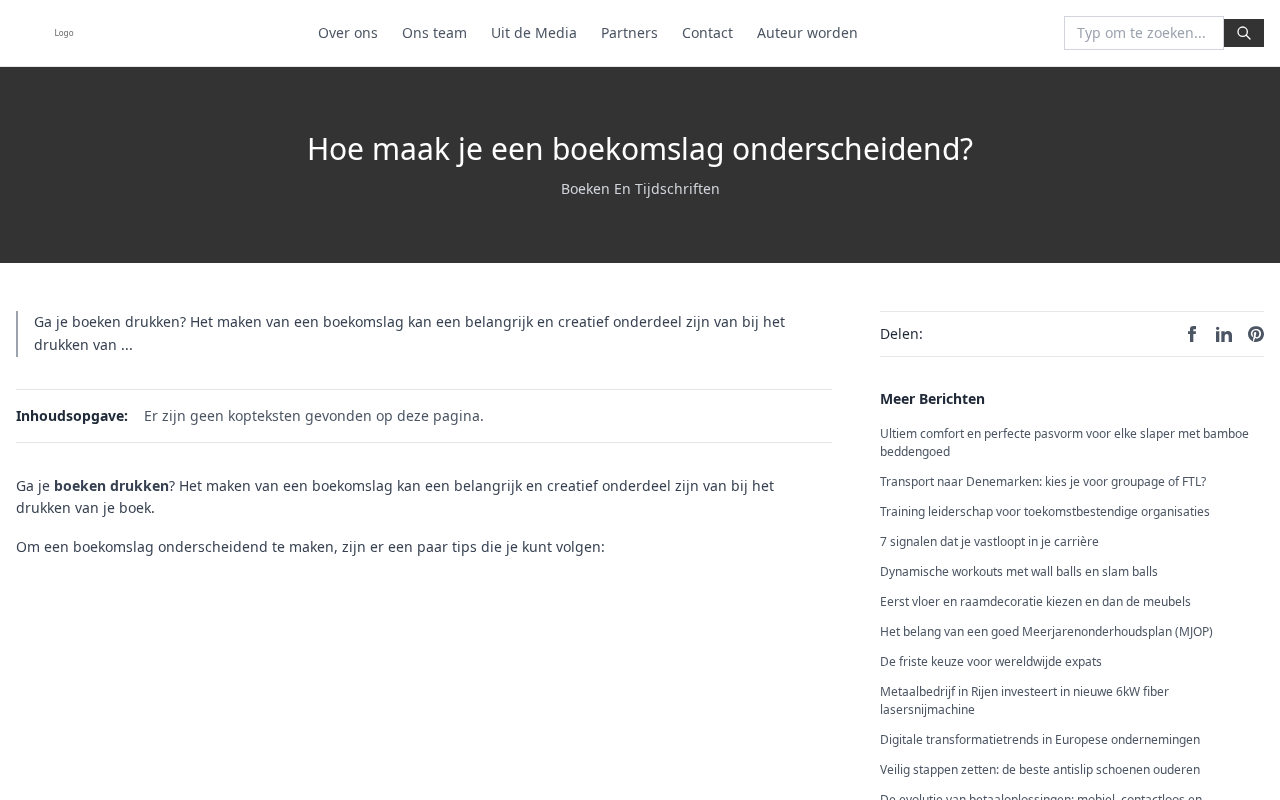 Logo
Over ons
Ons team
Uit de Media
Partners
Contact
Auteur worden
Typ om te zoeken...
Hoe maak je een boekomslag onderscheidend?
Boeken En Tijdschriften
Ga je boeken drukken? Het maken van een boekomslag kan een belangrijk en creatief onderdeel zijn van bij het
drukken van ...
Inhoudsopgave: Er zijn geen kopteksten gevonden op deze pagina.
Ga je boeken drukken? Het maken van een boekomslag kan een belangrijk en creatief onderdeel zijn van bij het
drukken van je boek.
Om een boekomslag onderscheidend te maken, zijn er een paar tips die je kunt volgen:
Delen:
Meer Berichten
Ultiem comfort en perfecte pasvorm voor elke slaper met bamboe
beddengoed
Transport naar Denemarken: kies je voor groupage of FTL?
Training leiderschap voor toekomstbestendige organisaties
7 signalen dat je vastloopt in je carrière
Dynamische workouts met wall balls en slam balls
Eerst vloer en raamdecoratie kiezen en dan de meubels
Het belang van een goed Meerjarenonderhoudsplan (MJOP)
De friste keuze voor wereldwijde expats
Metaalbedrijf in Rijen investeert in nieuwe 6kW fiber
lasersnijmachine
Digitale transformatietrends in Europese ondernemingen
Veilig stappen zetten: de beste antislip schoenen ouderen
De evolutie van betaaloplossingen: mobiel, contactloos en